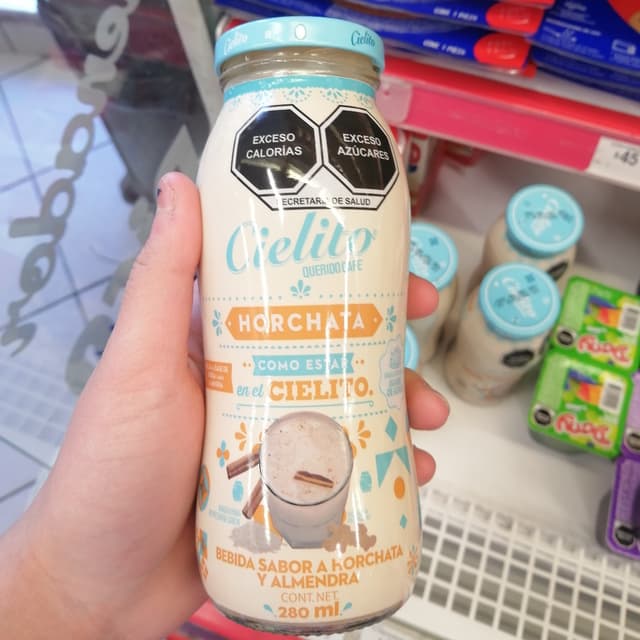 Cielito
Cielito
EXCESO
CALORÍAS
EXCESO
AZÚCARES
SECRETARÍA DE SALUD
Cielito
QUERIDO CAFÉ
HORCHATA
COMO ESTAR
en el CIELITO.
BEBIDA SABOR A HORCHATA
Y ALMENDRA
CONT. NET.
280 ml.
$45